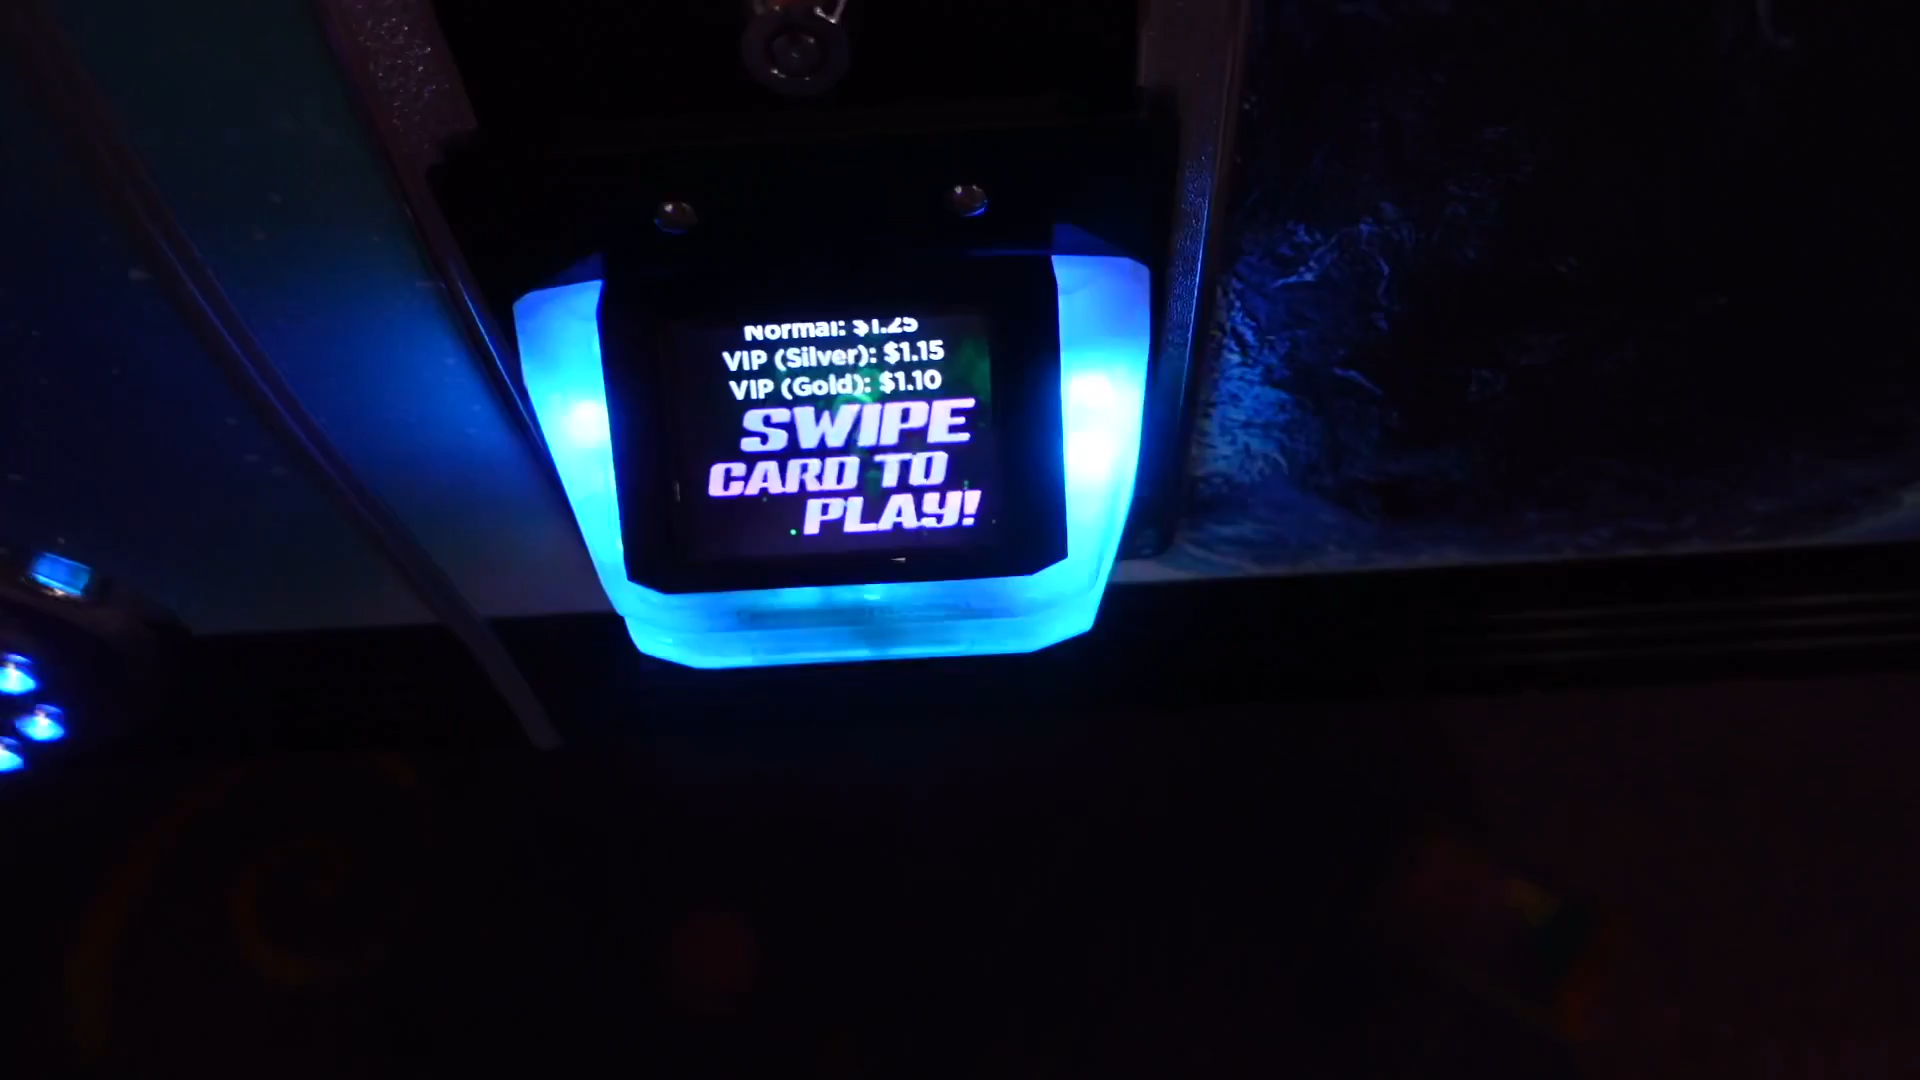 Normal: $1.25
VIP (Silver): $1.15
VIP (Gold): $1.10
SWIPE
CARD TO
PLAY!